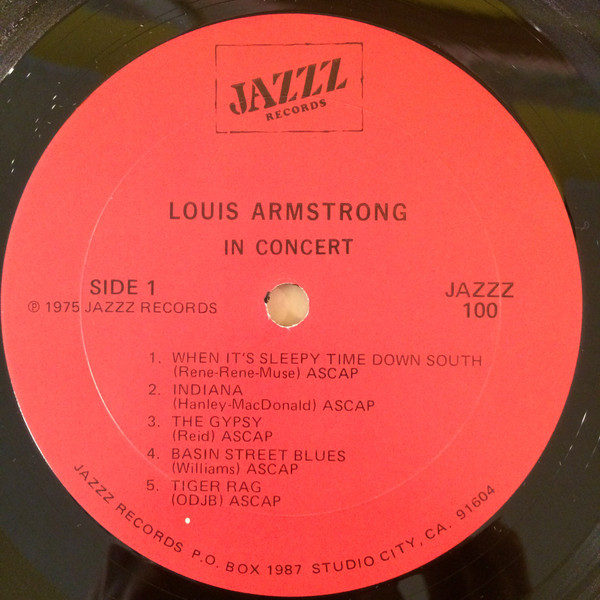 JAZZZ
RECORDS
LOUIS ARMSTRONG
IN CONCERT
SIDE 1
℗ 1975 JAZZZ RECORDS
JAZZZ
100
1. WHEN IT'S SLEEPY TIME DOWN SOUTH
(Rene-Rene-Muse) ASCAP
2. INDIANA
(Hanley-MacDonald) ASCAP
3. THE GYPSY
(Reid) ASCAP
4. BASIN STREET BLUES
(Williams) ASCAP
5. TIGER RAG
(ODJB) ASCAP
JAZZZ RECORDS P.O. BOX 1987 STUDIO CITY, CA. 91604